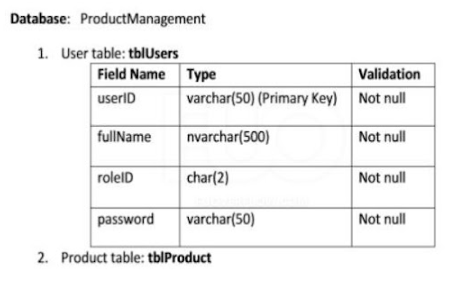 Database: ProductManagement
1. User table: tblUsers
Field Name Type Validation
userID varchar(50) (Primary Key) Not null
fullName nvarchar(500) Not null
roleID char(2) Not null
password varchar(50) Not null
2. Product table: tblProduct